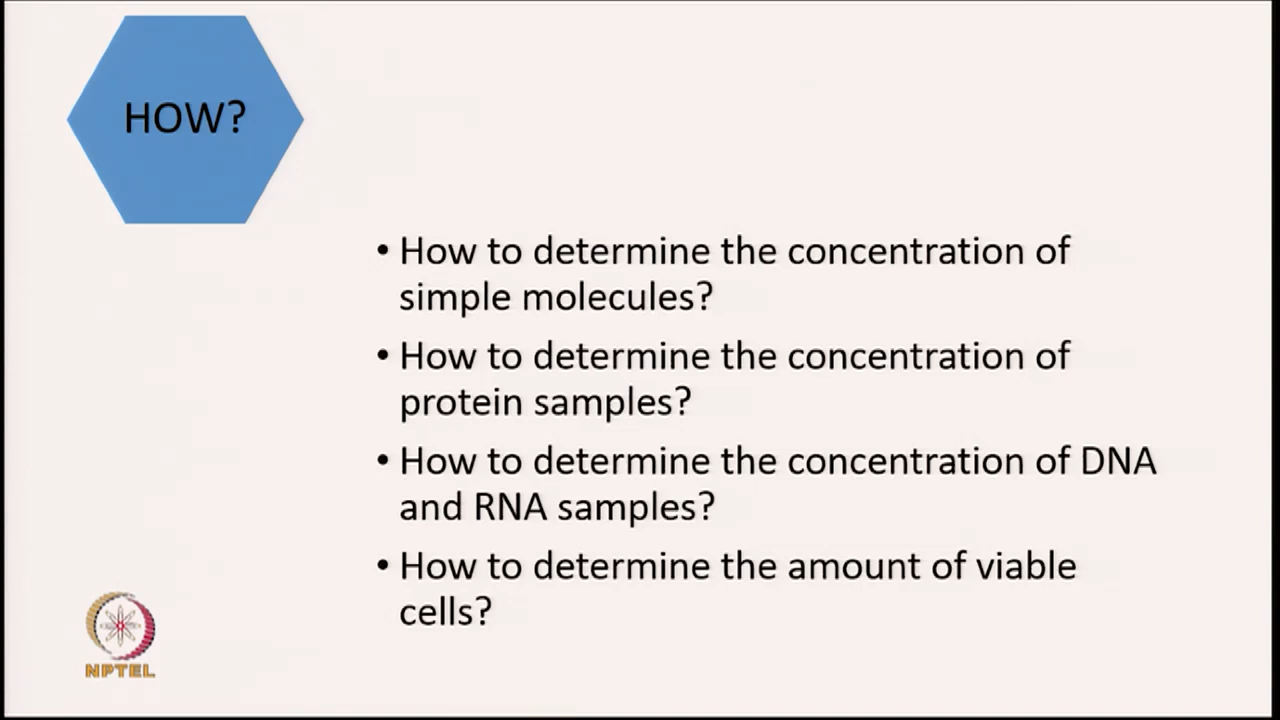 HOW?
• How to determine the concentration of
simple molecules?
• How to determine the concentration of
protein samples?
• How to determine the concentration of DNA
and RNA samples?
• How to determine the amount of viable
cells?
NPTEL